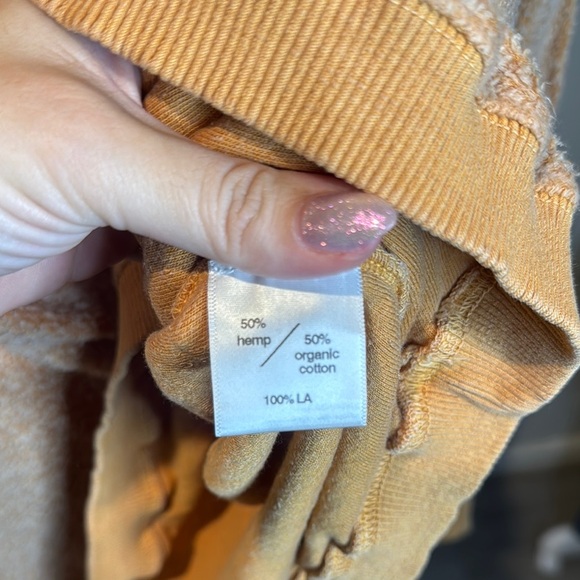 50%
hemp / 50%
organic
cotton
100% LA